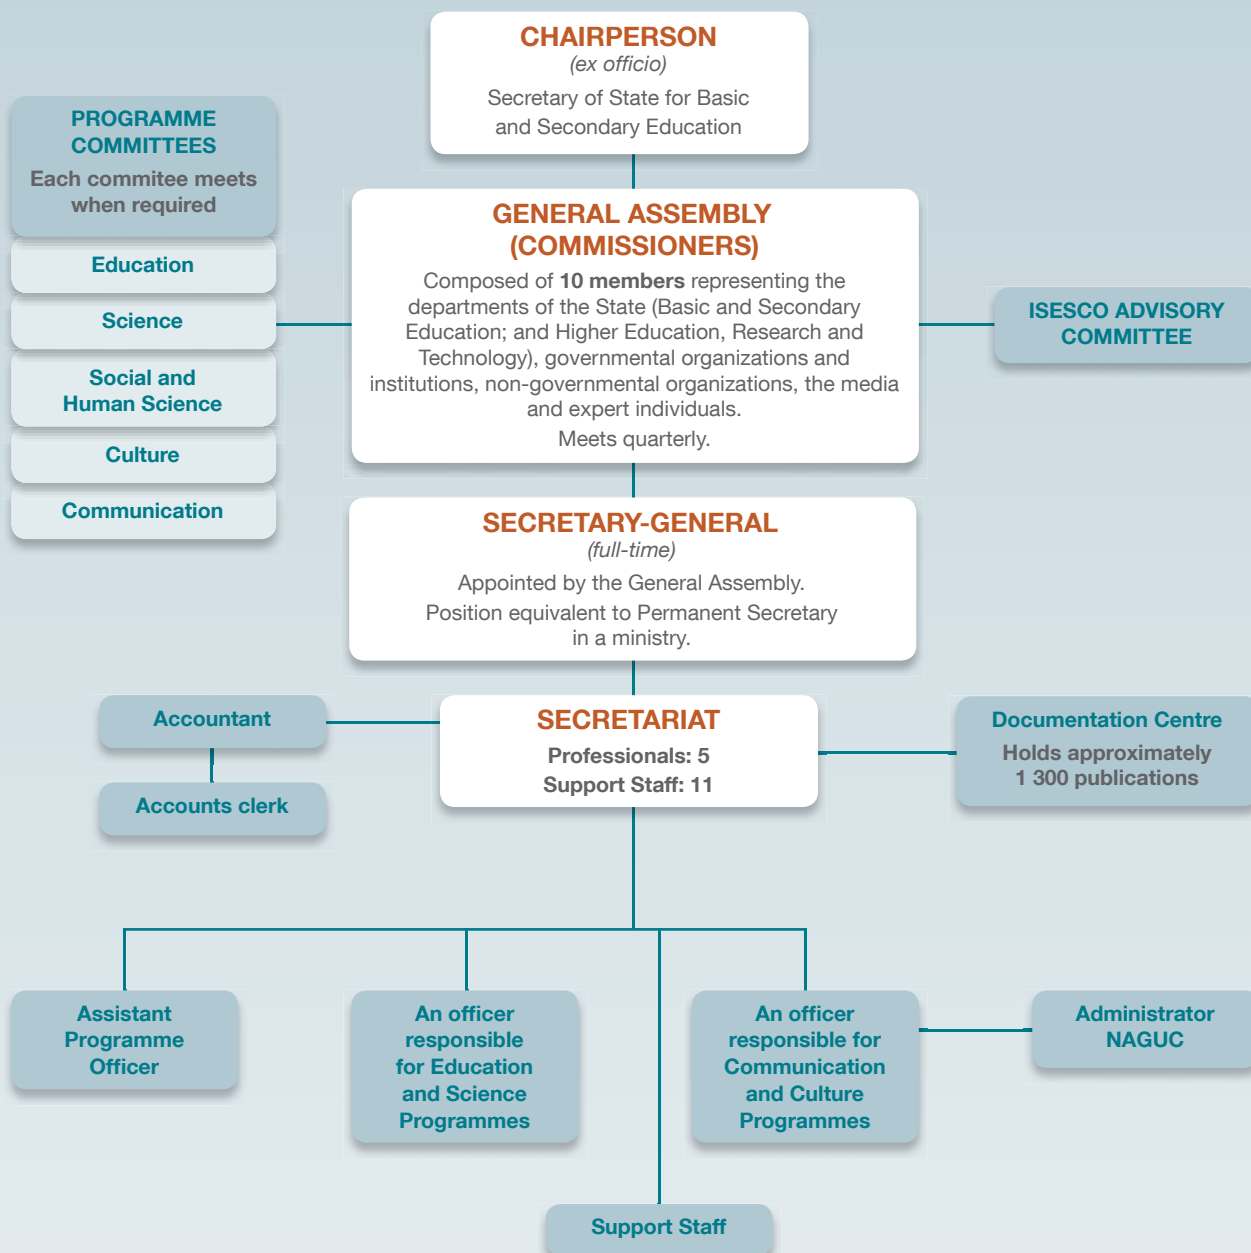 CHAIRPERSON
(ex officio)
Secretary of State for Basic
and Secondary Education
PROGRAMME
COMMITTEES
Each commitee meets
when required
Education
Science
Social and
Human Science
Culture
Communication
GENERAL ASSEMBLY
(COMMISSIONERS)
Composed of 10 members representing the
departments of the State (Basic and Secondary
Education; and Higher Education, Research and
Technology), governmental organizations and
institutions, non-governmental organizations, the media
and expert individuals.
Meets quarterly.
ISESCO ADVISORY
COMMITTEE
SECRETARY-GENERAL
(full-time)
Appointed by the General Assembly.
Position equivalent to Permanent Secretary
in a ministry.
Accountant
Accounts clerk
SECRETARIAT
Professionals: 5
Support Staff: 11
Documentation Centre
Holds approximately
1 300 publications
Assistant
Programme
Officer
An officer
responsible
for Education
and Science
Programmes
An officer
responsible for
Communication
and Culture
Programmes
Administrator
NAGUC
Support Staff